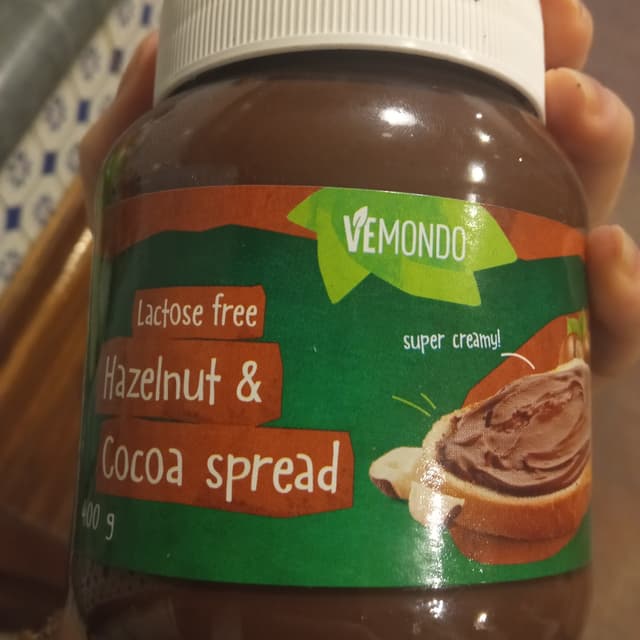 VEMONDO
Lactose free
super creamy!
Hazelnut &
Cocoa spread
400 g